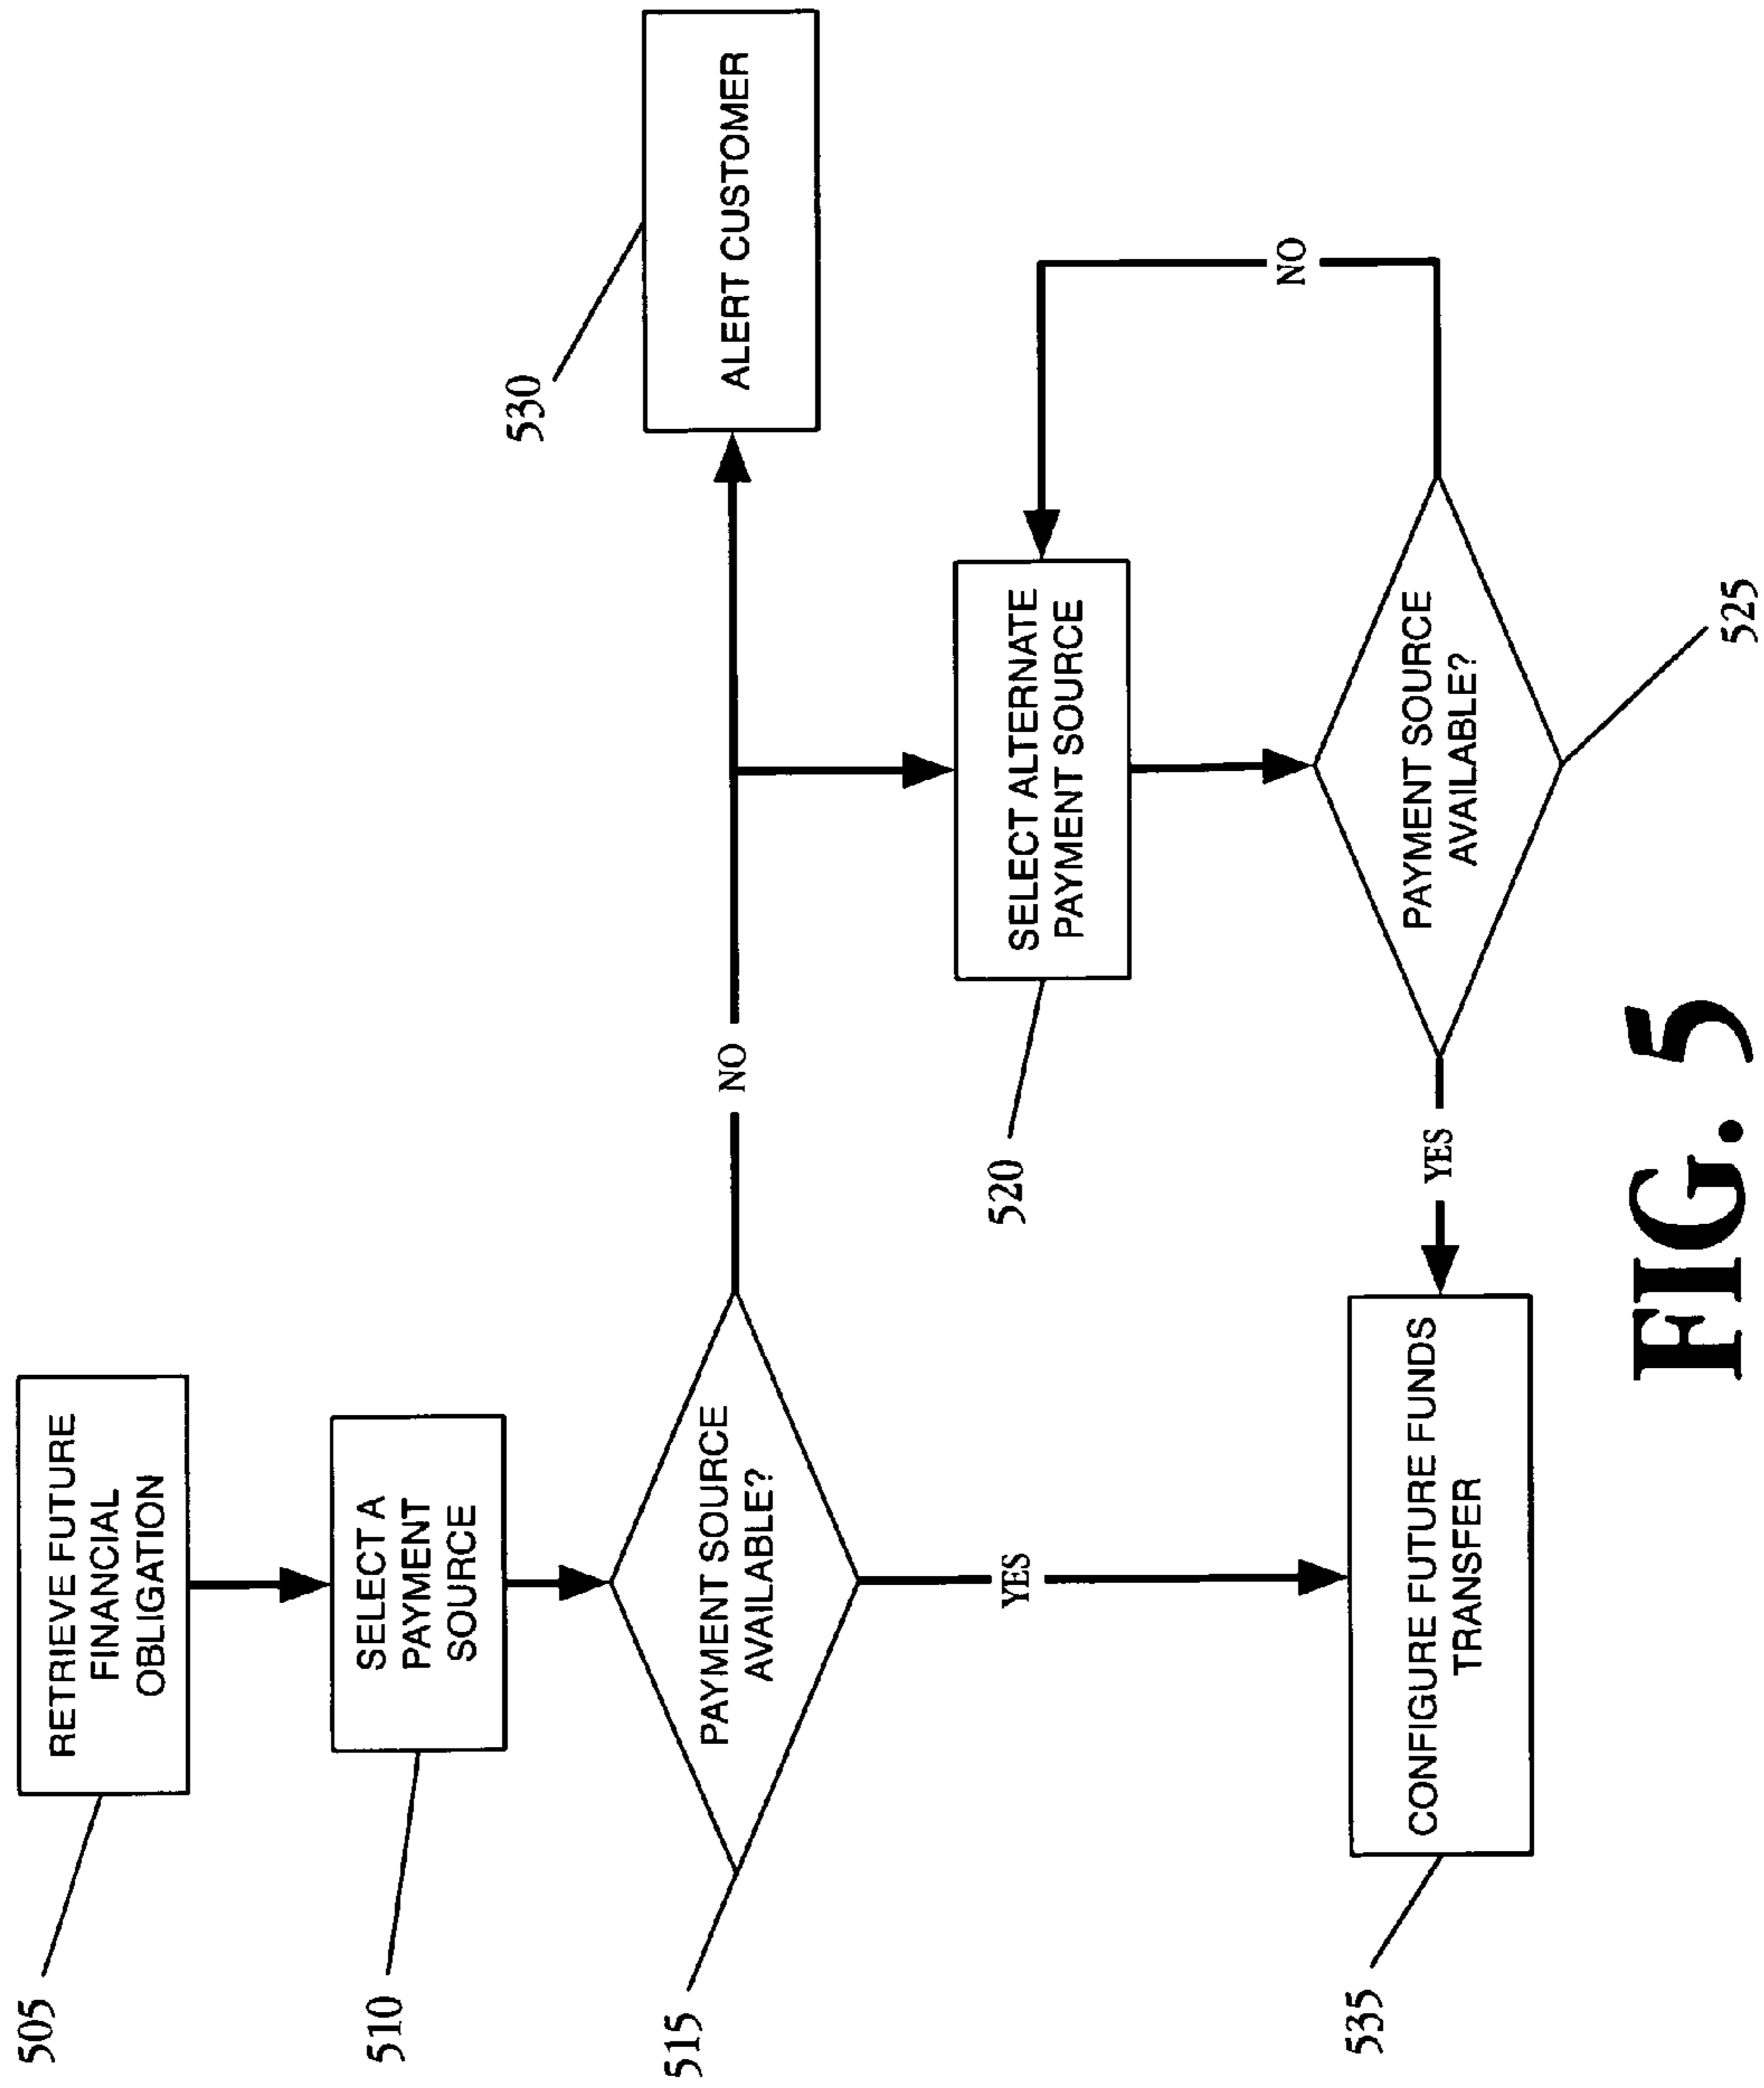 505
RETRIEVE FUTURE
FINANCIAL
OBLIGATION
510
SELECT A
PAYMENT
SOURCE
515
PAYMENT SOURCE
AVAILABLE?
NO
530
ALERT CUSTOMER
520
SELECT ALTERNATE
PAYMENT SOURCE
YES
NO
535
CONFIGURE FUTURE FUNDS
TRANSFER
YES
PAYMENT SOURCE
AVAILABLE?
525
FIG. 5